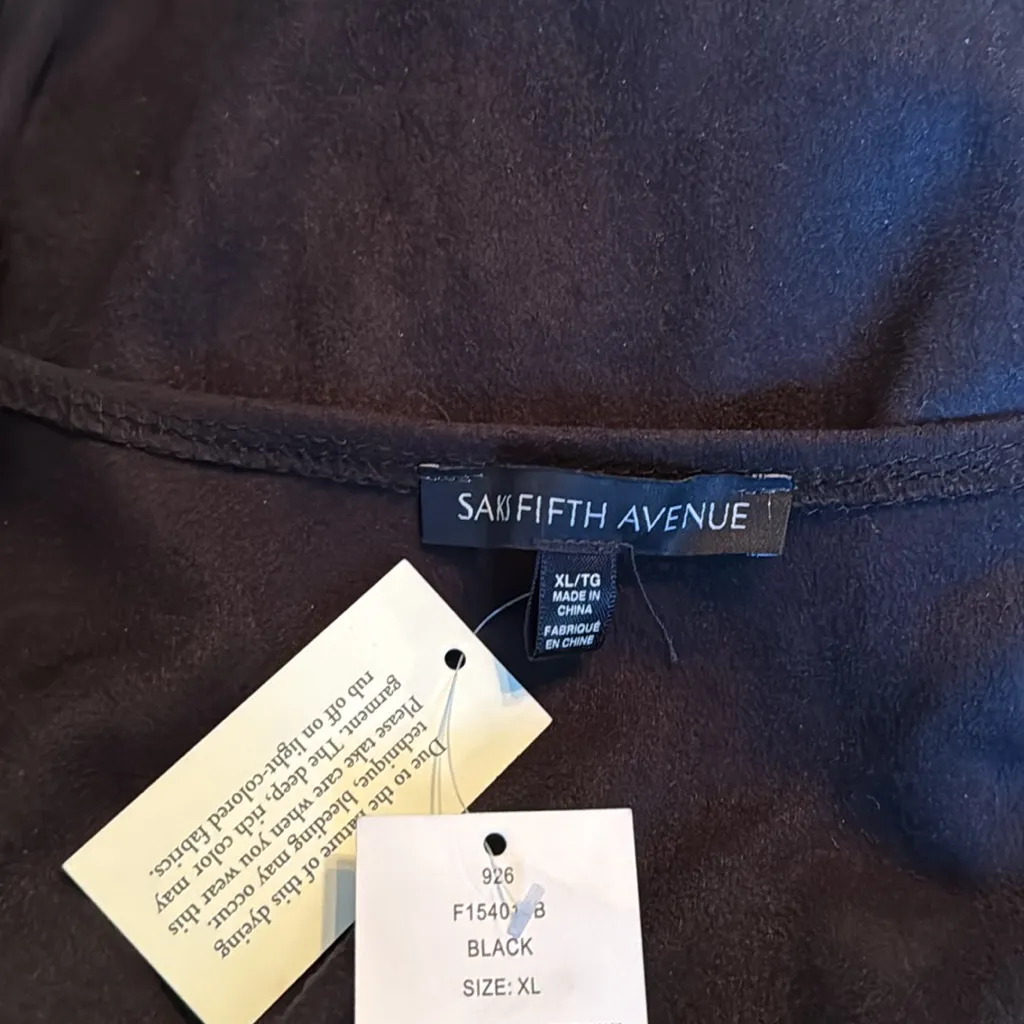 SAKS FIFTH AVENUE
XL/TG
MADE IN
CHINA
FABRIQUÉ
EN CHINE
Due to the nature of this dyeing
technique, bleeding may occur.
Please take care when you wear this
garment. The deep, rich color may
rub off on light-colored fabrics.
926
BLACK
SIZE: XL